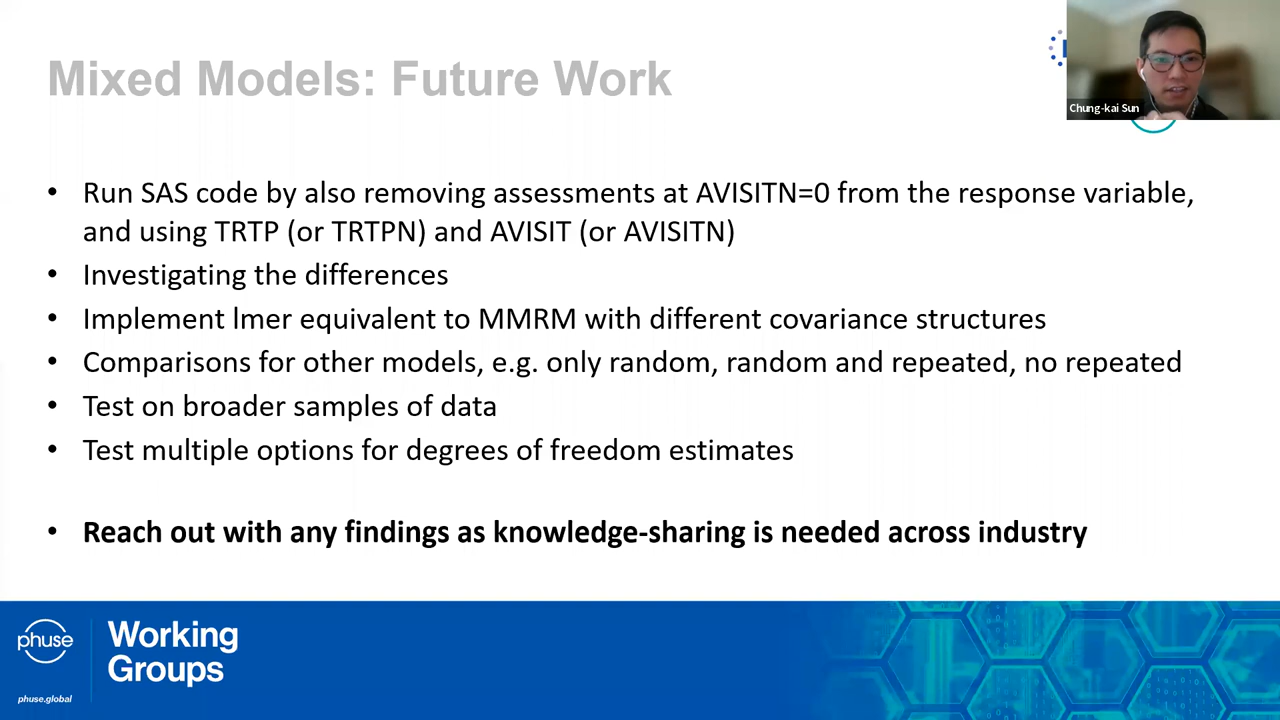 Mixed Models: Future Work
Chung-kai Sun
• Run SAS code by also removing assessments at AVISITN=0 from the response variable,
and using TRTP (or TRTPN) and AVISIT (or AVISITN)
• Investigating the differences
• Implement lmer equivalent to MMRM with different covariance structures
• Comparisons for other models, e.g. only random, random and repeated, no repeated
• Test on broader samples of data
• Test multiple options for degrees of freedom estimates
• Reach out with any findings as knowledge-sharing is needed across industry
phuse
Working
Groups
phuse.global